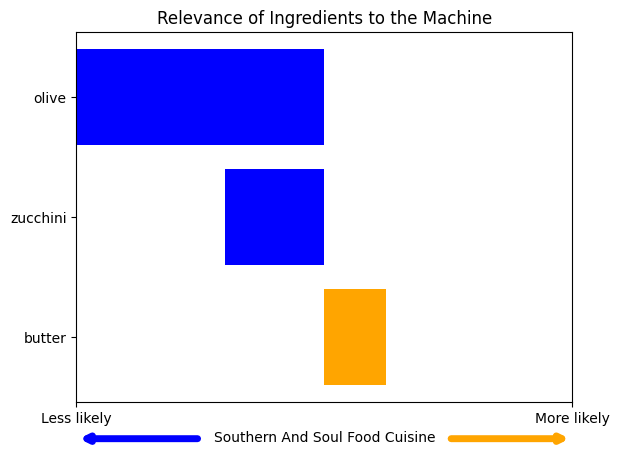 Relevance of Ingredients to the Machine
olive
zucchini
butter
Less likely
More likely
Southern And Soul Food Cuisine